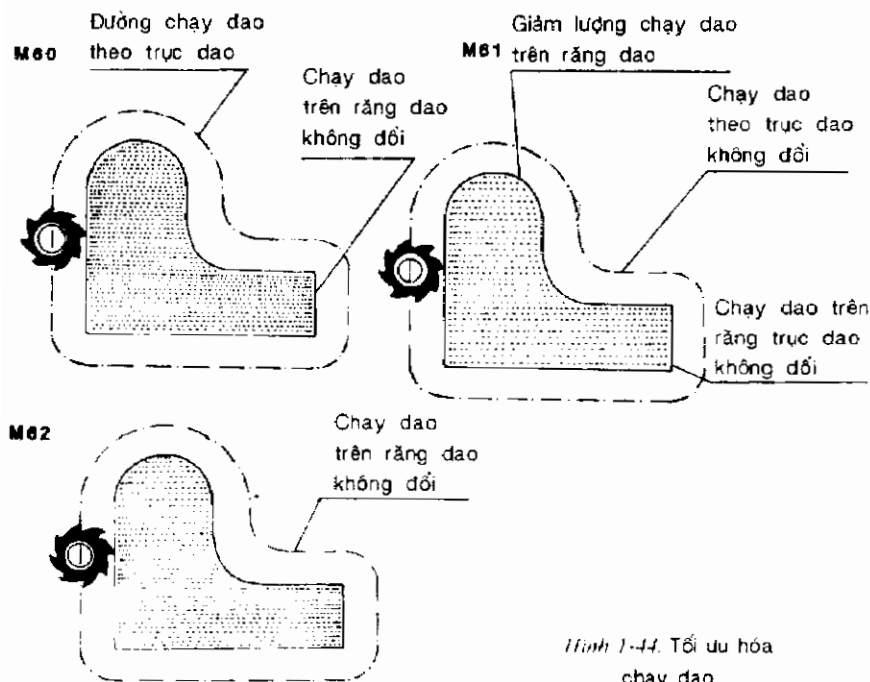 M60
Đường chạy dao
theo trục dao
Chạy dao
trên răng dao
không đổi
M61
Giảm lượng chạy dao
trên răng dao
Chạy dao
theo trục dao
không đổi
Chạy dao trên
răng trục dao
không đổi
M62
Chạy dao
trên răng dao
không đổi
Hình 1-44. Tối ưu hóa
chạy dao